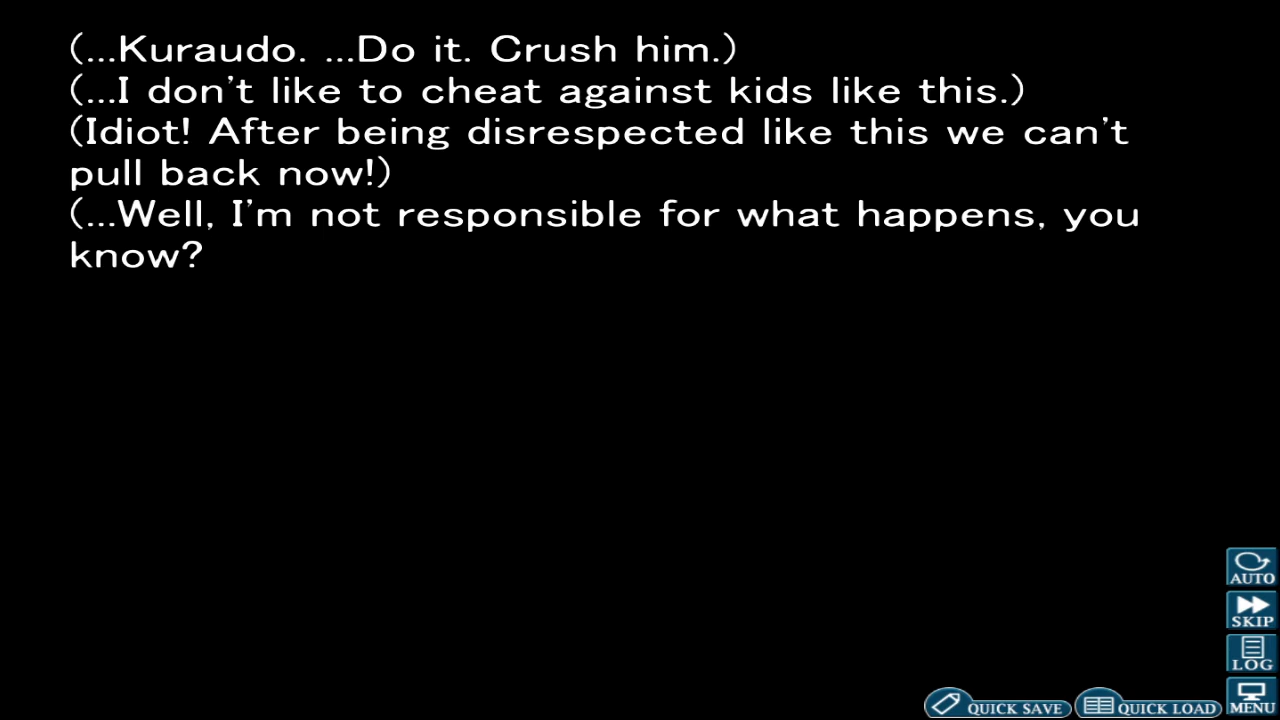 (...Kuraudo. ...Do it. Crush him.)
(...I don't like to cheat against kids like this.)
(Idiot! After being disrespected like this we can't
pull back now!)
(...Well, I'm not responsible for what happens, you
know?
AUTO
SKIP
LOG
MENU
QUICK SAVE
QUICK LOAD